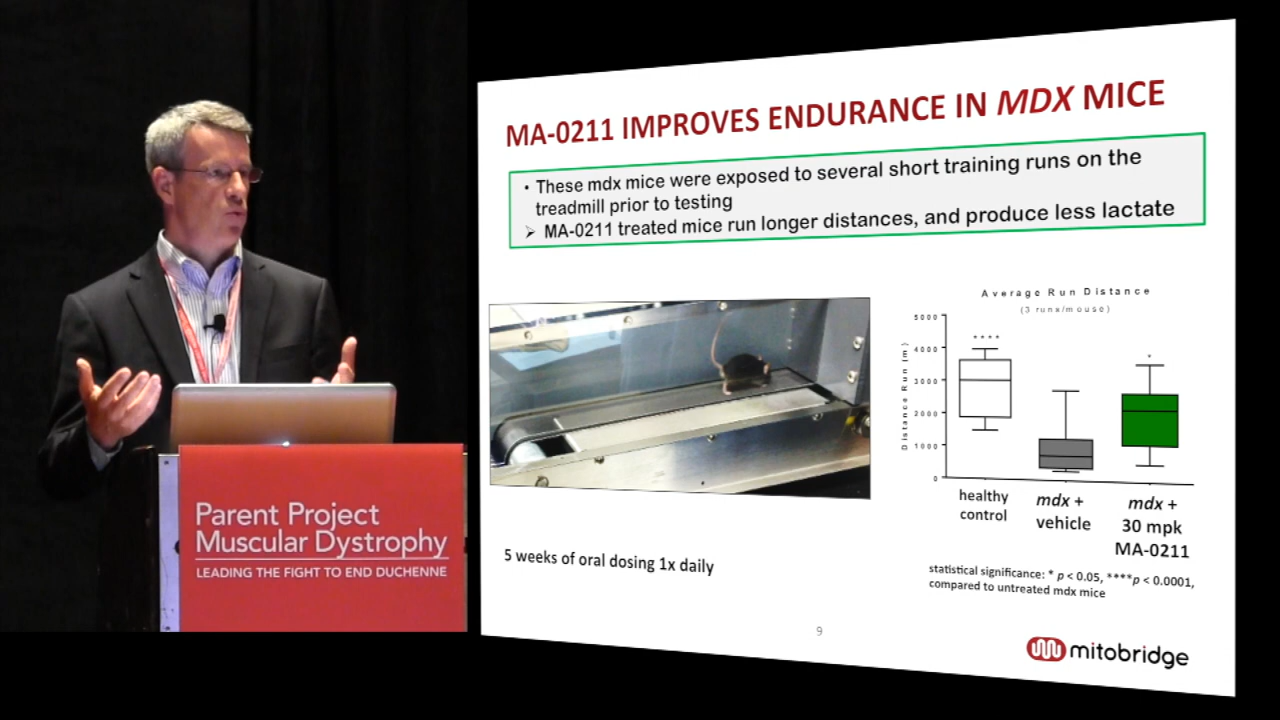 Parent Project
Muscular Dystrophy
LEADING THE FIGHT TO END DUCHENNE
MA-0211 IMPROVES ENDURANCE IN MDX MICE
• These mdx mice were exposed to several short training runs on the
treadmill prior to testing
➢ MA-0211 treated mice run longer distances, and produce less lactate
5 weeks of oral dosing 1x daily
Average Run Distance
(3 runs/mouse)
Distance Run (m)
5000
4000
3000
2000
1000
0
****
*
healthy
control
mdx +
vehicle
mdx +
30 mpk
MA-0211
statistical significance: * p < 0.05, ****p < 0.0001,
compared to untreated mdx mice
9
mitobridge